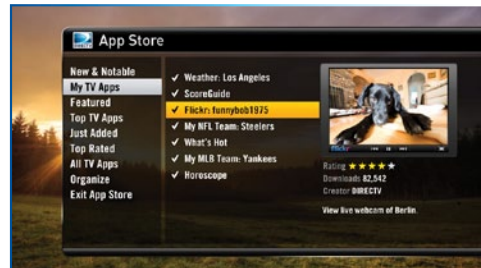 DIRECTV
App Store
New & Notable
My TV Apps
Featured
Top TV Apps
Just Added
Top Rated
All TV Apps
Organize
Exit App Store
✓ Weather: Los Angeles
✓ ScoreGuide
✓ Flickr: funnybob1975
✓ My NFL Team: Steelers
✓ What's Hot
✓ My MLB Team: Yankees
✓ Horoscope
flickr
Rating ★★★★★
Downloads 82,542
Creator DIRECTV
View live webcam of Berlin.